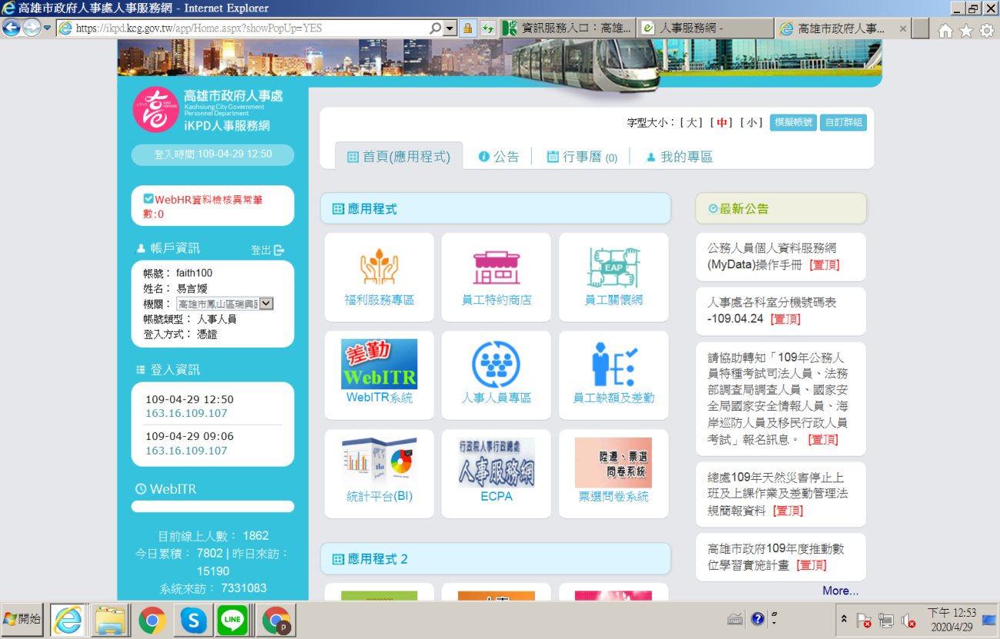 高雄市政府人事處人事服務網 - Internet Explorer
https://ikpd.kcg.gov.tw/app/Home.aspx?showPopUp=YES
資訊服務入口：高雄...
人事服務網 -
高雄市政府人事...
高雄市政府人事處
Kaohsiung City Government
Personnel Department
iKPD人事服務網
登入時間:109-04-29 12:50
字型大小：[ 大 ] [ 中 ] [ 小 ] 模擬帳號 自訂群組
首頁(應用程式) 公告 行事曆 (0) 我的專區
WebHR資料檢核異常筆
數:0
帳戶資訊 登出
帳號： faith100
姓名： 易言嬡
機關： 高雄市鳳山區瑞興
帳號類型： 人事人員
登入方式： 憑證
登入資訊
109-04-29 12:50
163.16.109.107
109-04-29 09:06
163.16.109.107
WebITR
目前線上人數： 1862
今日累積： 7802 | 昨日來訪：
15190
系統來訪： 7331083
應用程式
福利服務專區
員工特約商店
EAP
員工關懷網
差勤
WebITR
WebITR系統
人事人員專區
員工缺額及差勤
統計平台(BI)
行政院人事行政總處
人事服務網
ECPA
陞遷、票選
問卷系統
票選問卷系統
應用程式 2
最新公告
公務人員個人資料服務網
(MyData)操作手冊 [置頂]
人事處各科室分機號碼表
-109.04.24 [置頂]
請協助轉知「109年公務人
員特種考試司法人員、法務
部調查局調查人員、國家安
全局國家安全情報人員、海
岸巡防人員及移民行政人員
考試」報名訊息。 [置頂]
總處109年天然災害停止上
班及上課作業及差勤管理法
規簡報資料 [置頂]
高雄市政府109年度推動數
位學習實施計畫 [置頂]
More...
開始
LINE
下午 12:53
2020/4/29